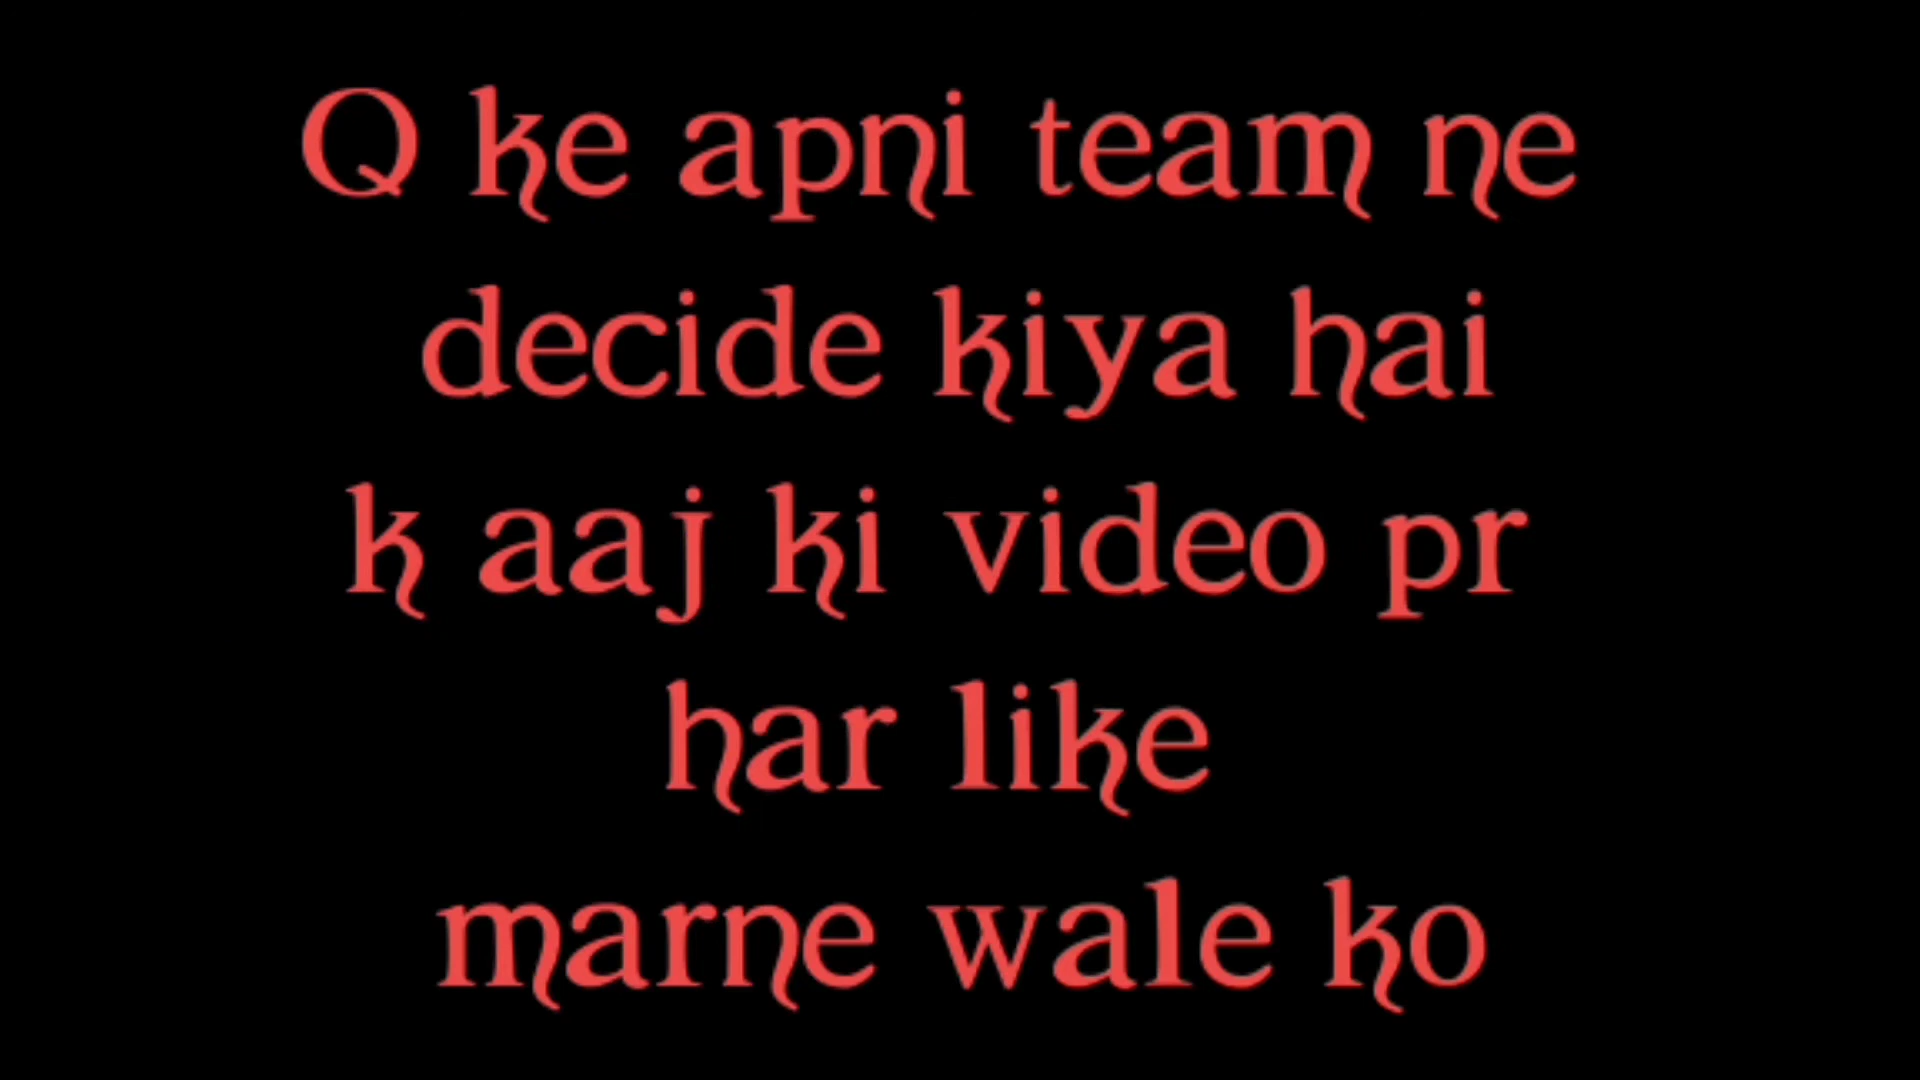 Q ke apni team ne
decide kiya hai
k aaj ki video pr
har like
marne wale ko